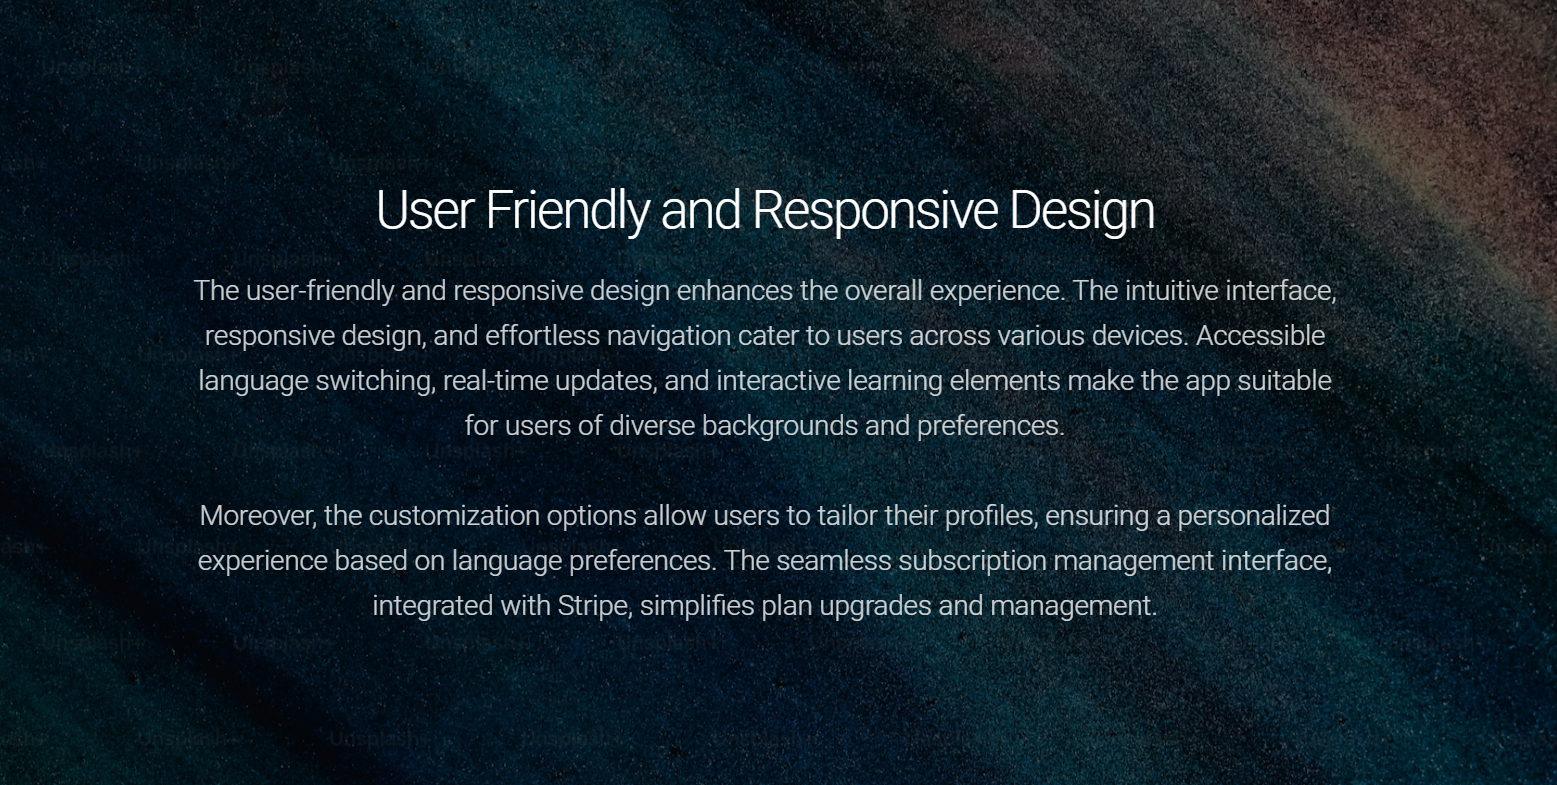 User Friendly and Responsive Design
The user-friendly and responsive design enhances the overall experience. The intuitive interface,
responsive design, and effortless navigation cater to users across various devices. Accessible
language switching, real-time updates, and interactive learning elements make the app suitable
for users of diverse backgrounds and preferences.
Moreover, the customization options allow users to tailor their profiles, ensuring a personalized
experience based on language preferences. The seamless subscription management interface,
integrated with Stripe, simplifies plan upgrades and management.